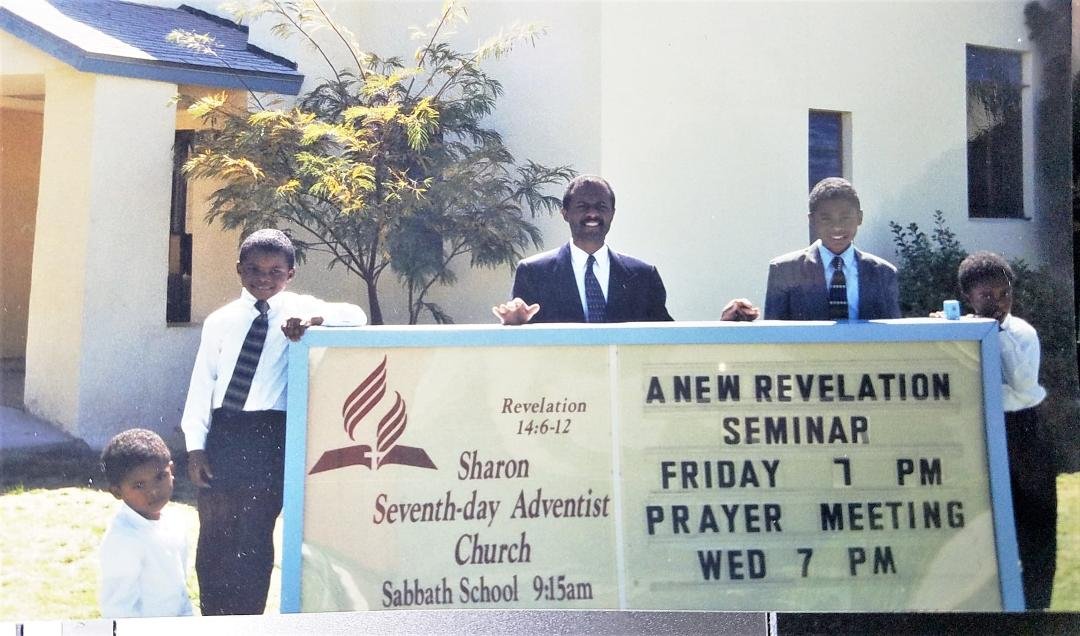 Revelation
14:6-12
Sharon
Seventh-day Adventist
Church
Sabbath School 9:15am
A NEW REVELATION
SEMINAR
FRIDAY 7 PM
PRAYER MEETING
WED 7 PM